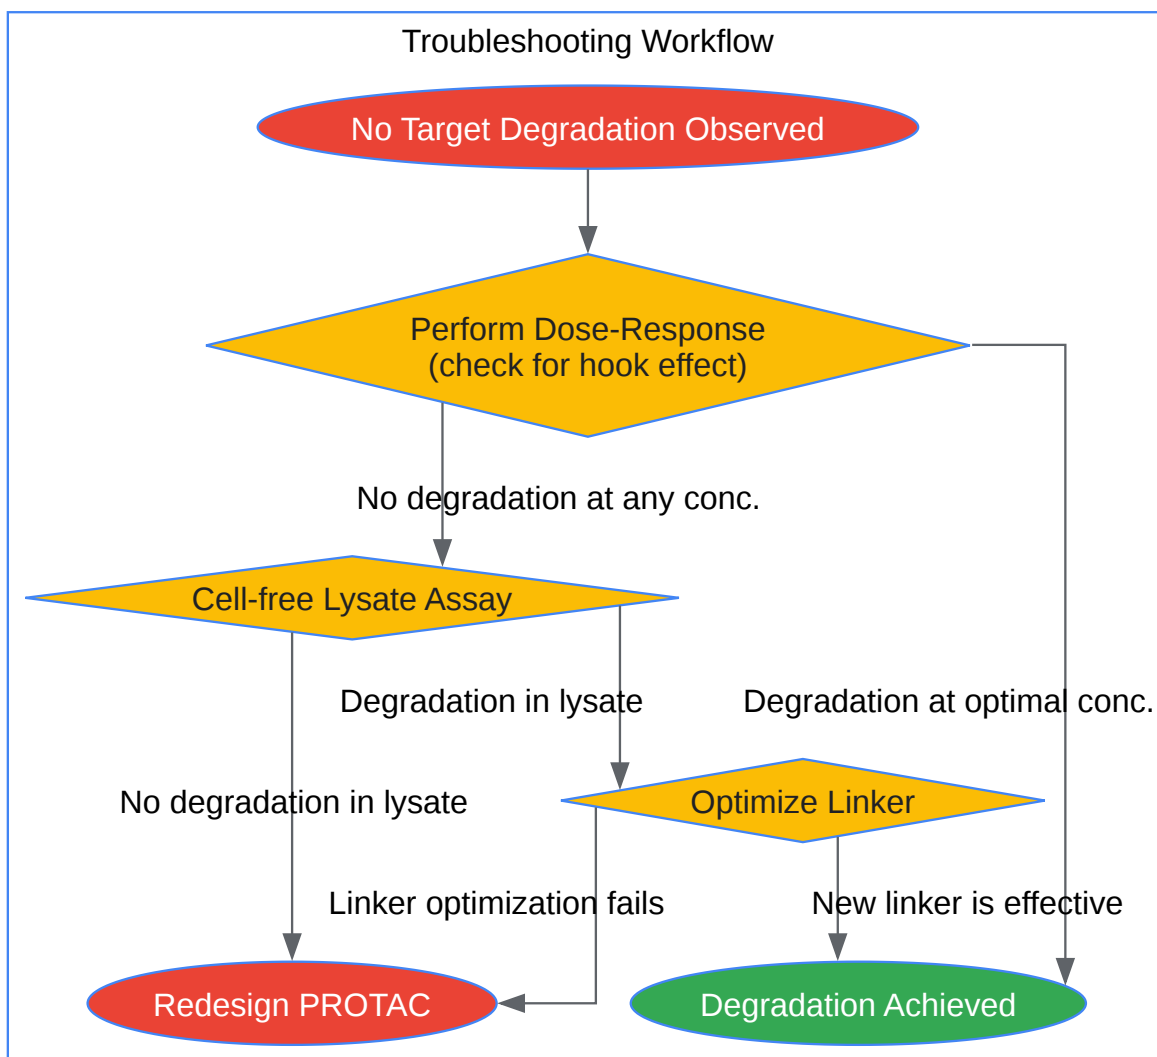 Troubleshooting Workflow
No Target Degradation Observed
Perform Dose-Response
(check for hook effect)
No degradation at any conc.
Cell-free Lysate Assay
Degradation in lysate
Degradation at optimal conc.
No degradation in lysate
Optimize Linker
Linker optimization fails
New linker is effective
Redesign PROTAC
Degradation Achieved